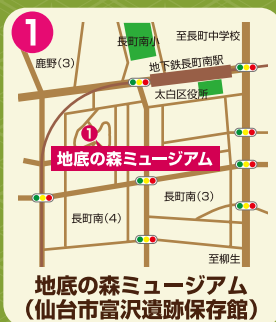 1
長町南小
至長町中学校
鹿野(3)
地下鉄長町南駅
太白区役所
1
地底の森ミュージアム
長町南(3)
長町南(4)
至柳生
地底の森ミュージアム
(仙台市富沢遺跡保存館)